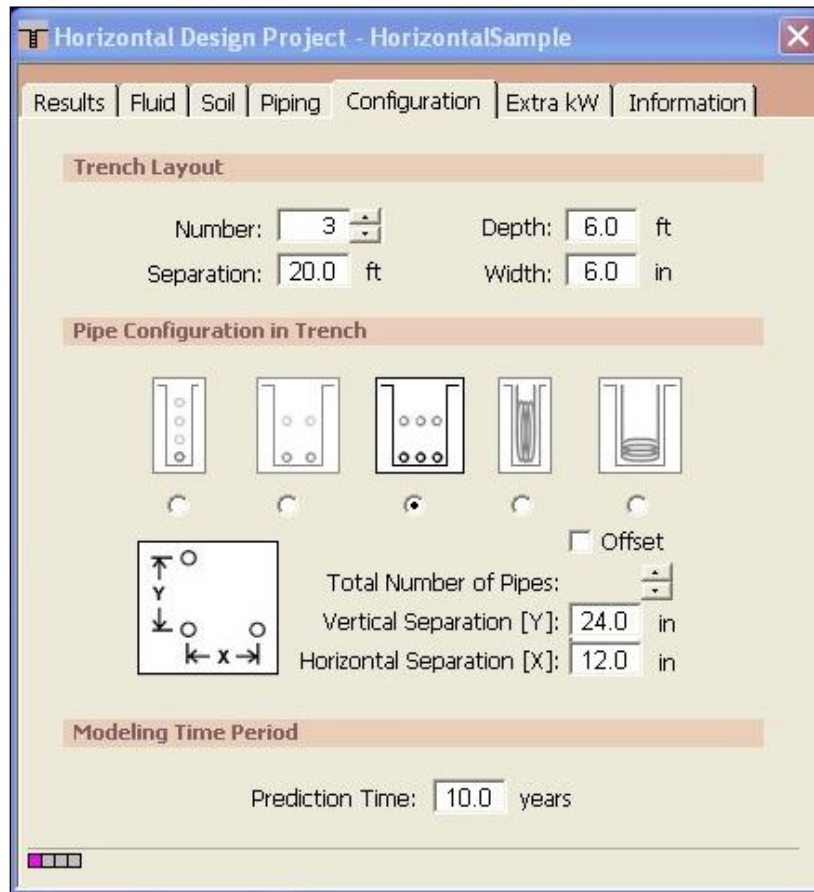 Horizontal Design Project - HorizontalSample
Results Fluid Soil Piping Configuration Extra kW Information
Trench Layout
Number: 3 Depth: 6.0 ft
Separation: 20.0 ft Width: 6.0 in
Pipe Configuration in Trench
Offset
Total Number of Pipes:
Y
Vertical Separation [Y]: 24.0 in
X
Horizontal Separation [X]: 12.0 in
Modeling Time Period
Prediction Time: 10.0 years